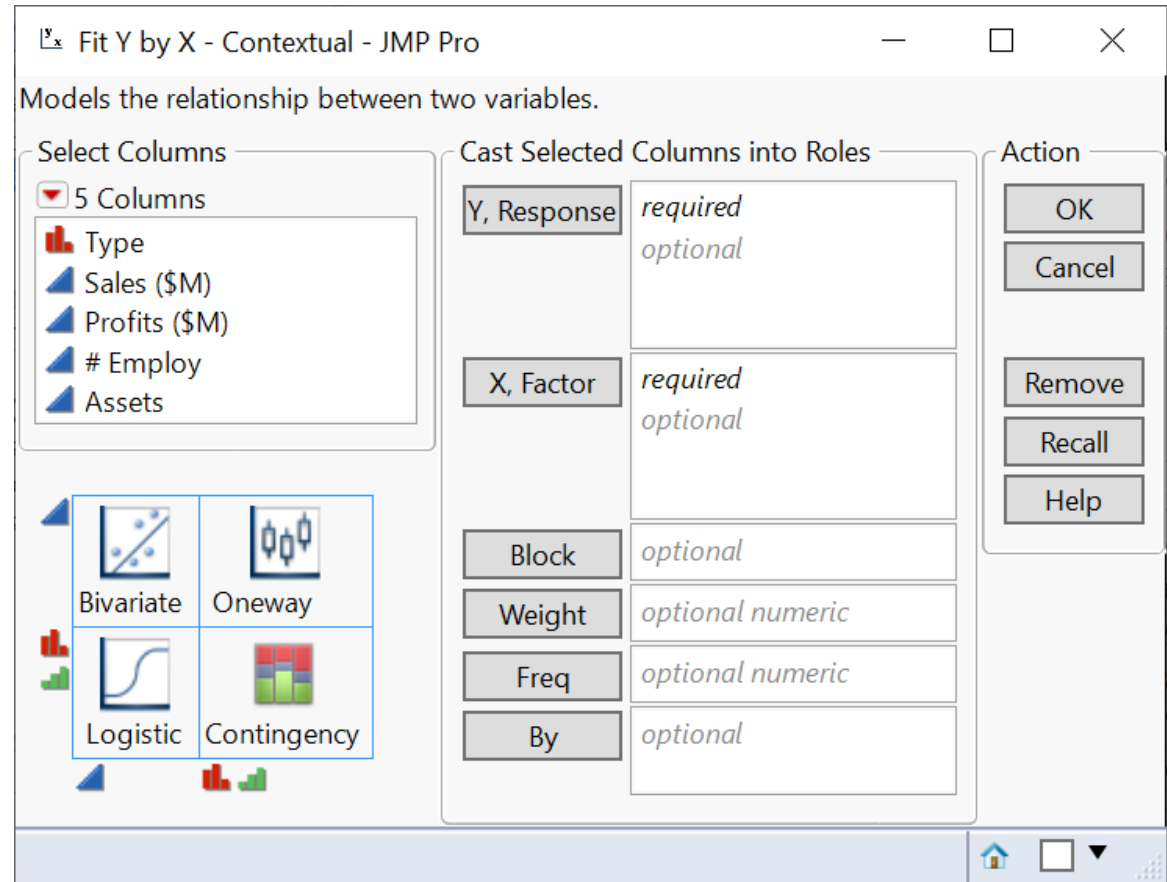 Fit Y by X - Contextual - JMP Pro
Models the relationship between two variables.
Select Columns
5 Columns
Type
Sales ($M)
Profits ($M)
# Employ
Assets
Bivariate
Oneway
Logistic
Contingency
Cast Selected Columns into Roles
Y, Response
required
optional
X, Factor
required
optional
Block
optional
Weight
optional numeric
Freq
optional numeric
By
optional
Action
OK
Cancel
Remove
Recall
Help